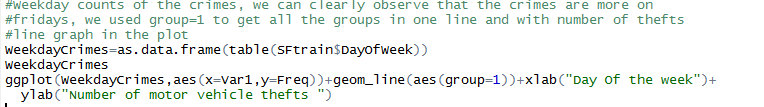 #weekday counts of the crimes, we can clearly observe that the crimes are more on
#fridays, we used group=1 to get all the groups in one line and with number of thefts
#line graph in the plot
WeekdayCrimes=as.data.frame(table(SFtrain$DayOfWeek))
WeekdayCrimes
ggplot(WeekdayCrimes,aes(x=Var1,y=Freq))+geom_line(aes(group=1))+xlab("Day Of the week")+
  ylab("Number of motor vehicle thefts ")